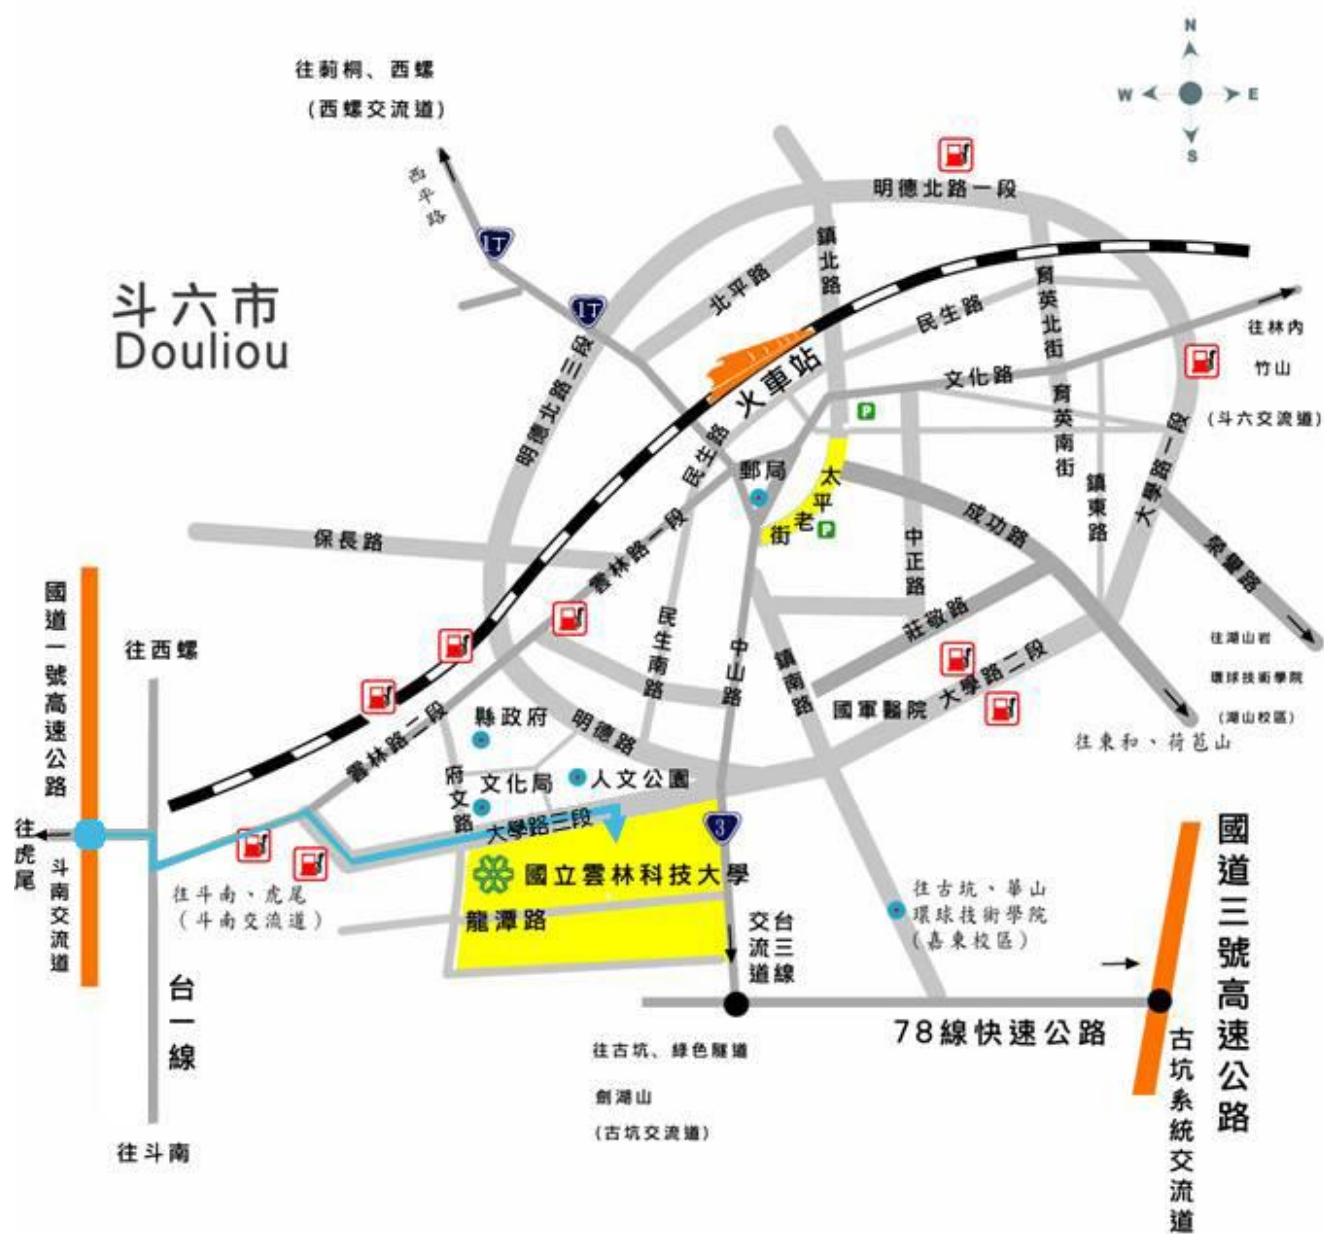 N
W
E
S
往莿桐、西螺
(西螺交流道)
西平路
1丁
1丁
斗六市
Douliou
明德北路一段
鎮北路
北平路
育英北街
民生路
往林內
竹山
(斗六交流道)
火車站
文化路
明德北路三段
民生路
P
育英南街
大學路一段
鎮東路
郵局
太平老街
P
成功路
中正路
榮譽路
保長路
雲林路一段
國道一號高速公路
往西螺
民生南路
中山路
莊敬路
鎮南路
大學路二段
國軍醫院
往湖山岩
環球技術學院
(湖山校區)
往東和、荷苞山
雲林路二段
縣政府
明德路
府文路
文化局
人文公園
大學路三段
3
往虎尾
斗南交流道
往斗南、虎尾
(斗南交流道)
國立雲林科技大學
龍潭路
往古坑、華山
環球技術學院
(嘉東校區)
台三線
交流道
國道三號高速公路
台一線
78線快速公路
古坑系統交流道
往古坑、綠色隧道
劍湖山
(古坑交流道)
往斗南